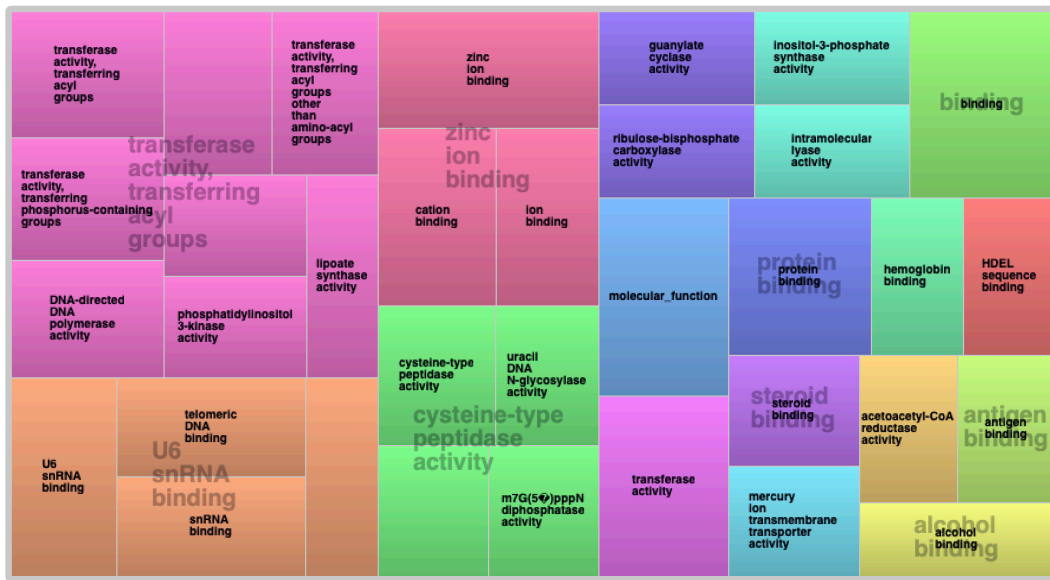 transferase
activity,
transferring
acyl
groups
transferase
activity,
transferring
acyl
groups
other
than
amino-acyl
groups
transferase
activity,
transferring
acyl
groups
transferase
activity,
transferring
phosphorus-containing
groups
lipoate
synthase
activity
DNA-directed
DNA
polymerase
activity
phosphatidylinositol
3-kinase
activity
zinc
ion
binding
zinc
ion
binding
cation
binding
ion
binding
guanylate
cyclase
activity
inositol-3-phosphate
synthase
activity
binding
binding
ribulose-bisphosphate
carboxylase
activity
intramolecular
lyase
activity
molecular_function
protein
binding
protein
binding
hemoglobin
binding
HDEL
sequence
binding
cysteine-type
peptidase
activity
uracil
DNA
N-glycosylase
activity
cysteine-type
peptidase
activity
m7G(5�)pppN
diphosphatase
activity
telomeric
DNA
binding
U6
snRNA
binding
U6
snRNA
binding
snRNA
binding
transferase
activity
steroid
binding
steroid
binding
acetoacetyl-CoA
reductase
activity
antigen
binding
antigen
binding
mercury
ion
transmembrane
transporter
activity
alcohol
binding
alcohol
binding